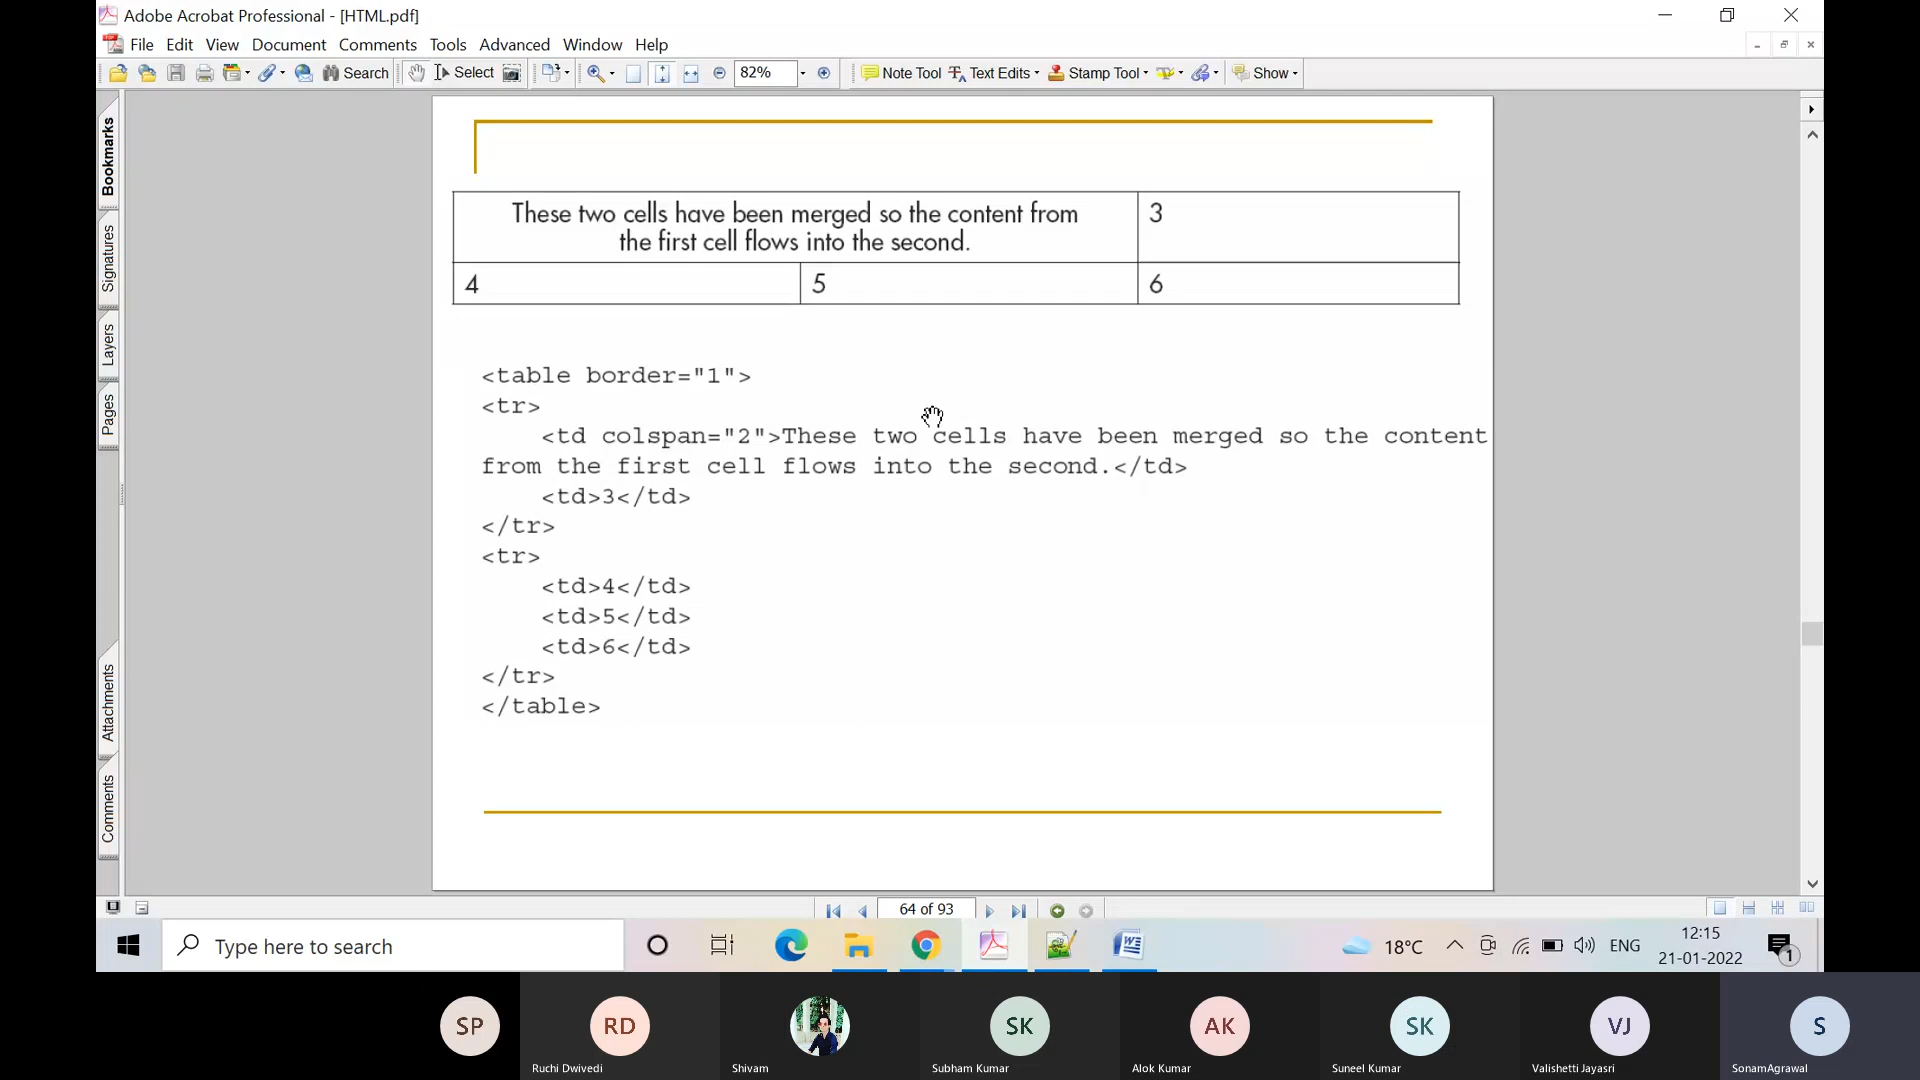 Adobe Acrobat Professional - [HTML.pdf]
File Edit View Document Comments Tools Advanced Window Help
Search Select 82% Note Tool Text Edits Stamp Tool Show
Bookmarks
Signatures
Layers
Pages
Attachments
Comments
These two cells have been merged so the content from
the first cell flows into the second.
3
4 5 6
<table border="1">
<tr>
<td colspan="2">These two cells have been merged so the content
from the first cell flows into the second.</td>
<td>3</td>
</tr>
<tr>
<td>4</td>
<td>5</td>
<td>6</td>
</tr>
</table>
64 of 93
Type here to search
18°C ENG
12:15
21-01-2022
1
SP RD SK AK SK VJ S
Ruchi Dwivedi Shivam Subham Kumar Alok Kumar Suneel Kumar Valishetti Jayasri SonamAgrawal